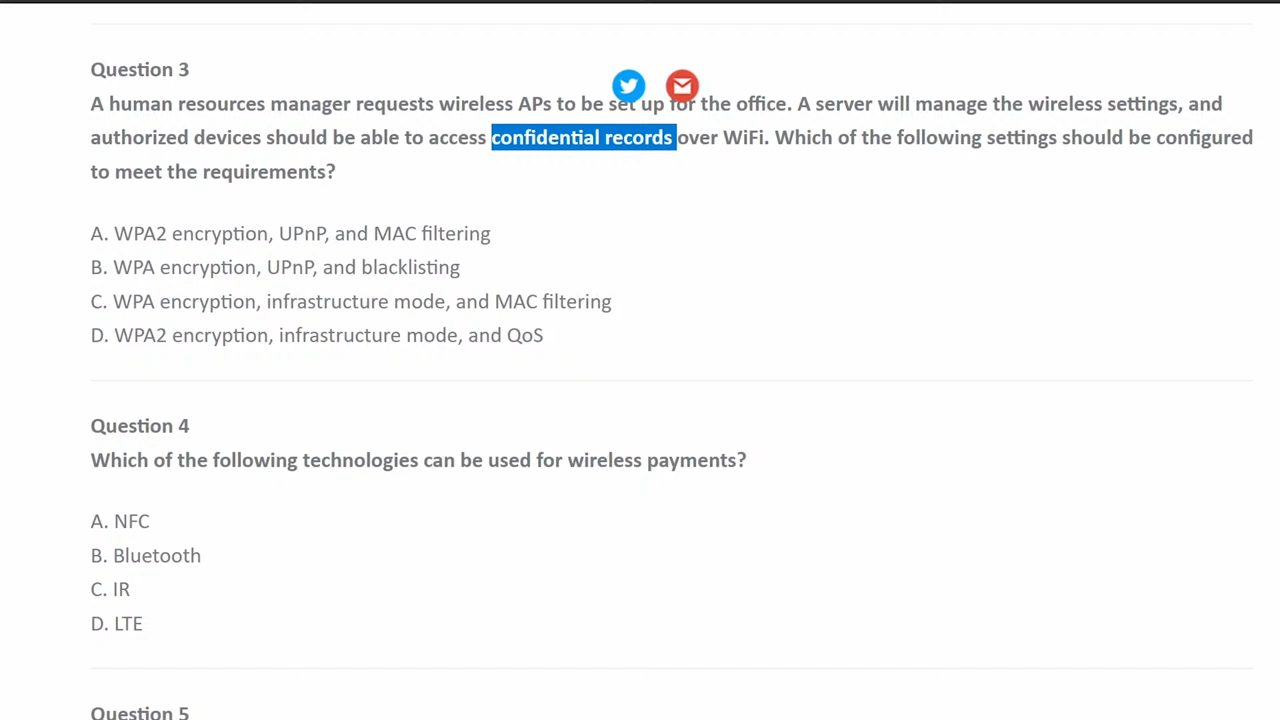 Question 3
A human resources manager requests wireless APs to be set up for the office. A server will manage the wireless settings, and
authorized devices should be able to access confidential records over WiFi. Which of the following settings should be configured
to meet the requirements?
A. WPA2 encryption, UPnP, and MAC filtering
B. WPA encryption, UPnP, and blacklisting
C. WPA encryption, infrastructure mode, and MAC filtering
D. WPA2 encryption, infrastructure mode, and QoS
Question 4
Which of the following technologies can be used for wireless payments?
A. NFC
B. Bluetooth
C. IR
D. LTE
Question 5